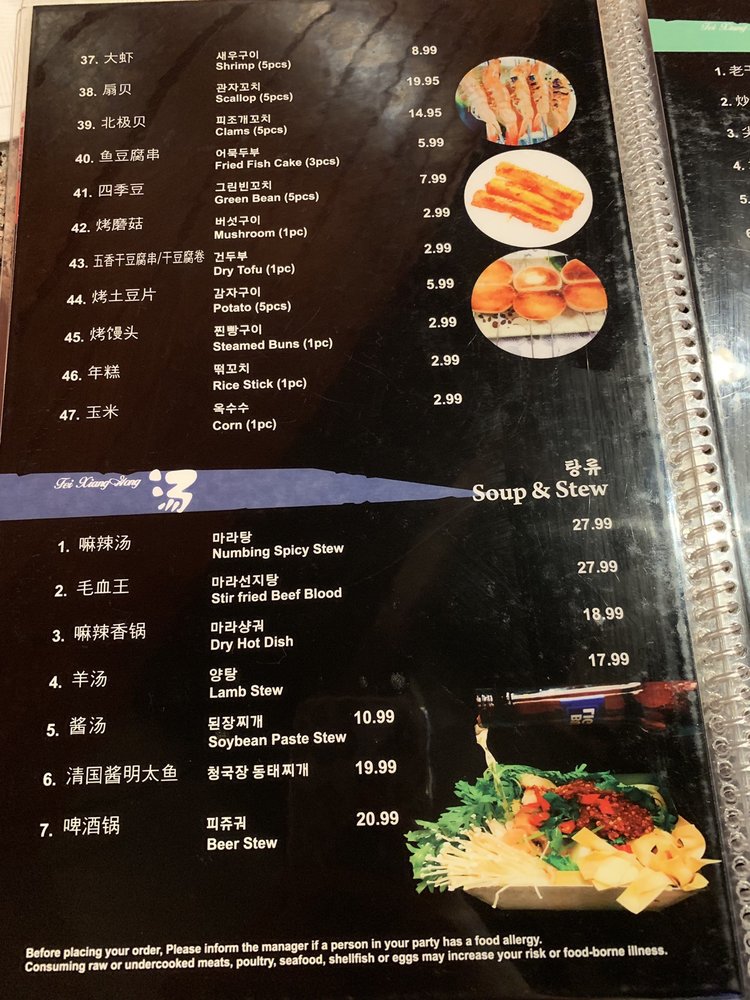 37. 大虾 새우구이 8.99
Shrimp (5pcs)
38. 扇贝 관자꼬치 19.95
Scallop (5pcs)
39. 北极贝 피조개꼬치 14.95
Clams (5pcs)
40. 鱼豆腐串 어묵두부 5.99
Fried Fish Cake (3pcs)
41. 四季豆 그린빈꼬치 7.99
Green Bean (5pcs)
42. 烤磨菇 버섯구이 2.99
Mushroom (1pc)
43. 五香干豆腐串/干豆腐卷 건두부 2.99
Dry Tofu (1pc)
44. 烤土豆片 감자구이 5.99
Potato (5pcs)
45. 烤馒头 찐빵구이 2.99
Steamed Buns (1pc)
46. 年糕 떡꼬치 2.99
Rice Stick (1pc)
47. 玉米 옥수수 2.99
Corn (1pc)
Fei Xiang Gong 汤 탕류
Soup & Stew
1. 嘛辣汤 마라탕 27.99
Numbing Spicy Stew
2. 毛血王 마라선지탕 27.99
Stir fried Beef Blood
3. 嘛辣香锅 마라샹궈 18.99
Dry Hot Dish
4. 羊汤 양탕 17.99
Lamb Stew
5. 酱汤 된장찌개 10.99
Soybean Paste Stew
6. 清国酱明太鱼 청국장 동태찌개 19.99
7. 啤酒锅 피쥬궈 20.99
Beer Stew
Before placing your order, Please inform the manager if a person in your party has a food allergy.
Consuming raw or undercooked meats, poultry, seafood, shellfish or eggs may increase your risk or food-borne illness.
1. 老
2. 炒
3.
4.
5.
6